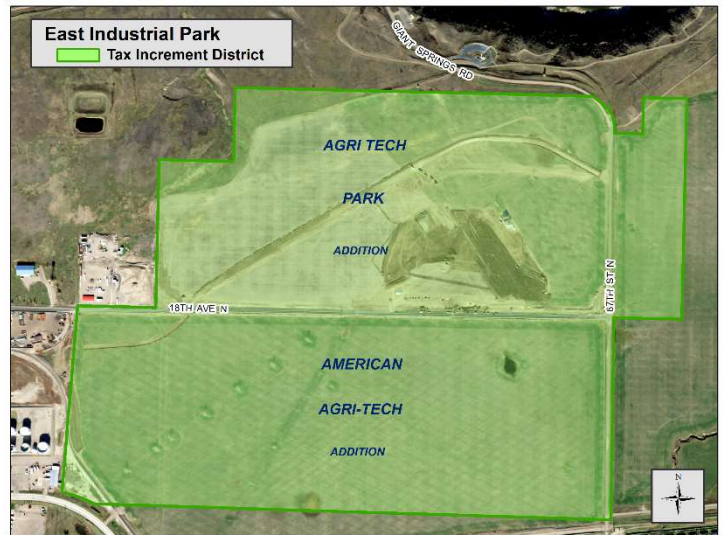 East Industrial Park
Tax Increment District
GIANT SPRINGS RD
AGRI TECH
PARK
ADDITION
67TH ST N
18TH AVE N
AMERICAN
AGRI-TECH
ADDITION
N